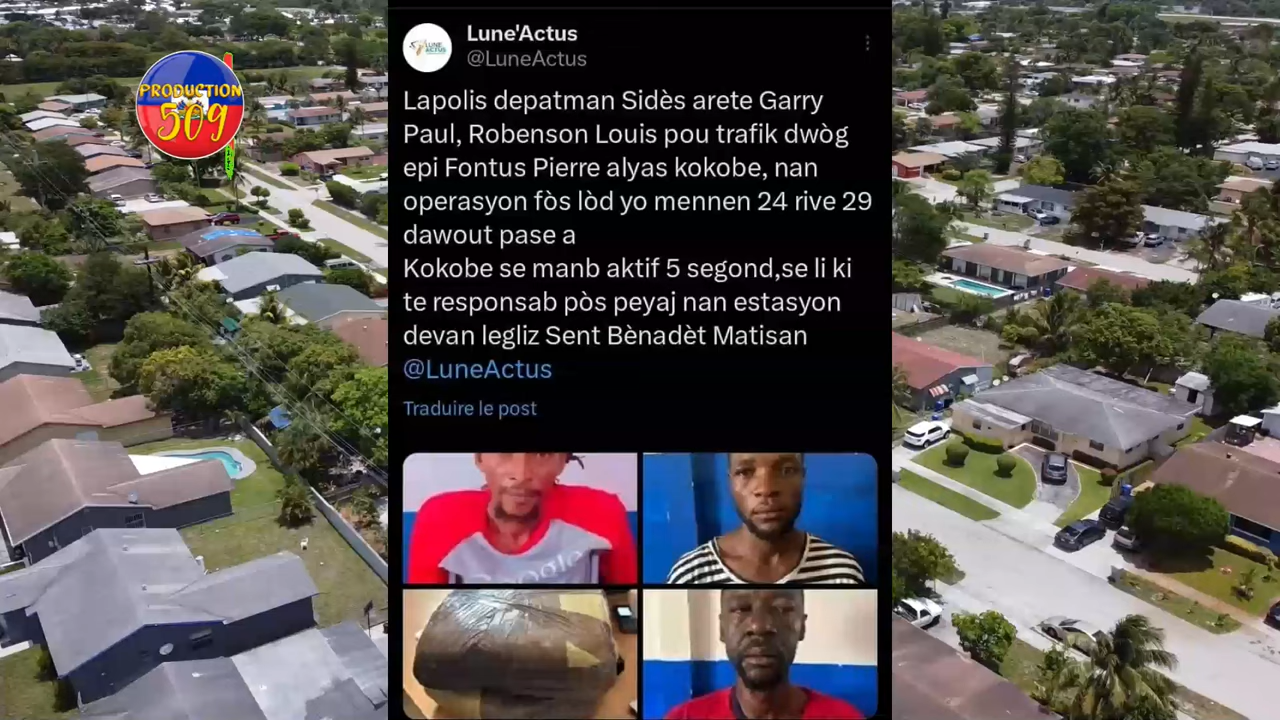 PRODUCTION
509
Lune'Actus
@LuneActus
Lapolis depatman Sidès arete Garry
Paul, Robenson Louis pou trafik dwòg
epi Fontus Pierre alyas kokobe, nan
operasyon fòs lòd yo mennen 24 rive 29
dawout pase a
Kokobe se manb aktif 5 segond,se li ki
te responsab pòs peyaj nan estasyon
devan legliz Sent Bènadèt Matisan
@LuneActus
Traduire le post
Google